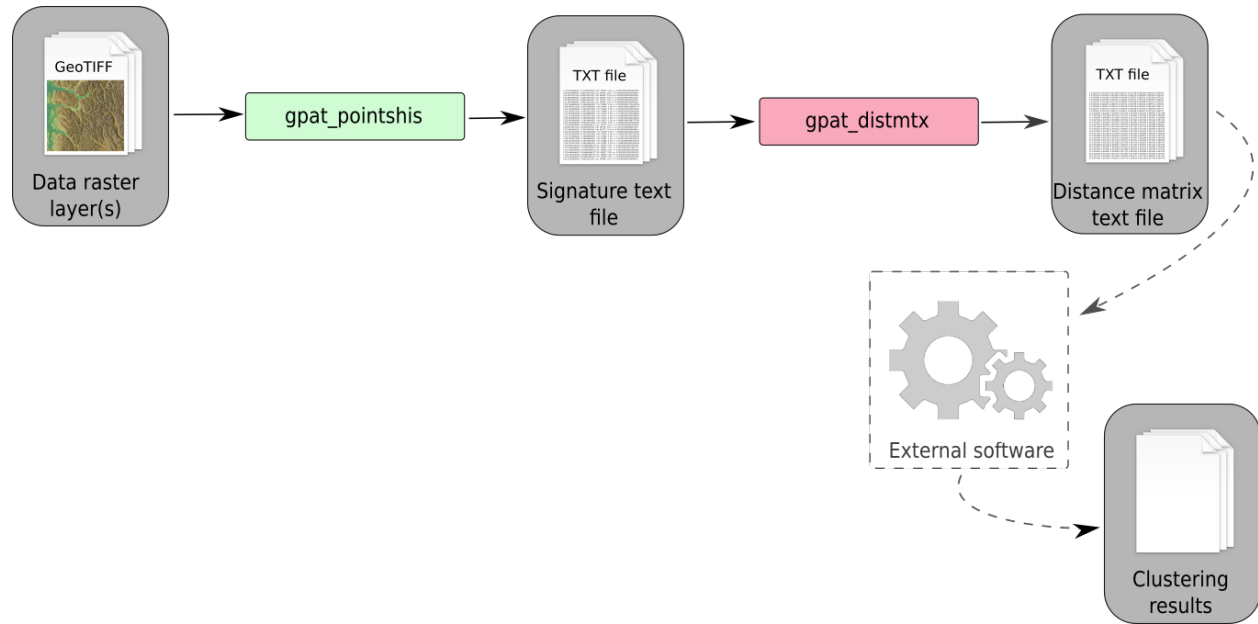 GeoTIFF
Data raster
layer(s)
gpat_pointshis
TXT file
Signature text
file
gpat_distmtx
TXT file
Distance matrix
text file
External software
Clustering
results